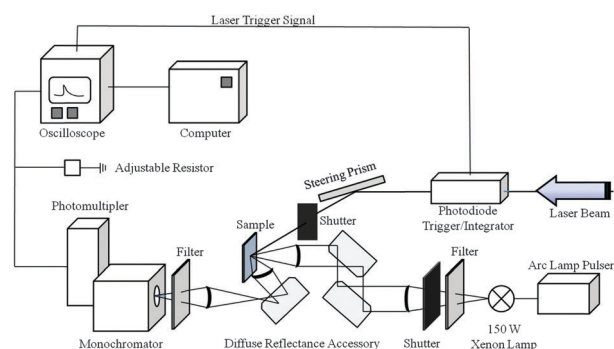 Laser Trigger Signal
Oscilloscope
Computer
Adjustable Resistor
Steering Prism
Photomultipler
Shutter
Photodiode
Trigger/Integrator
Laser Beam
Sample
Filter
Filter
Arc Lamp Pulser
Monochromator
Diffuse Reflectance Accessory
Shutter
150 W
Xenon Lamp